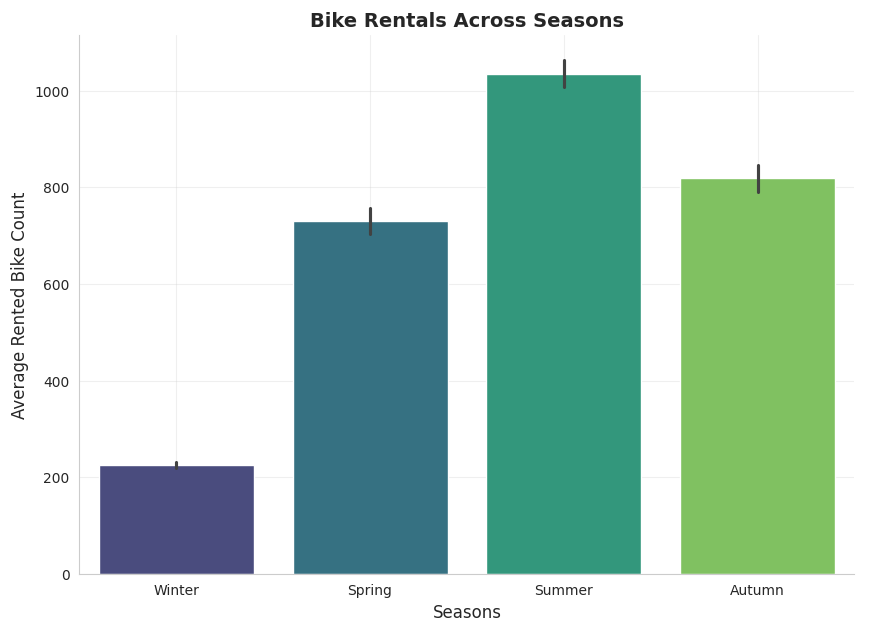 Bike Rentals Across Seasons
Average Rented Bike Count
1000
800
600
400
200
0
Winter Spring Summer Autumn
Seasons